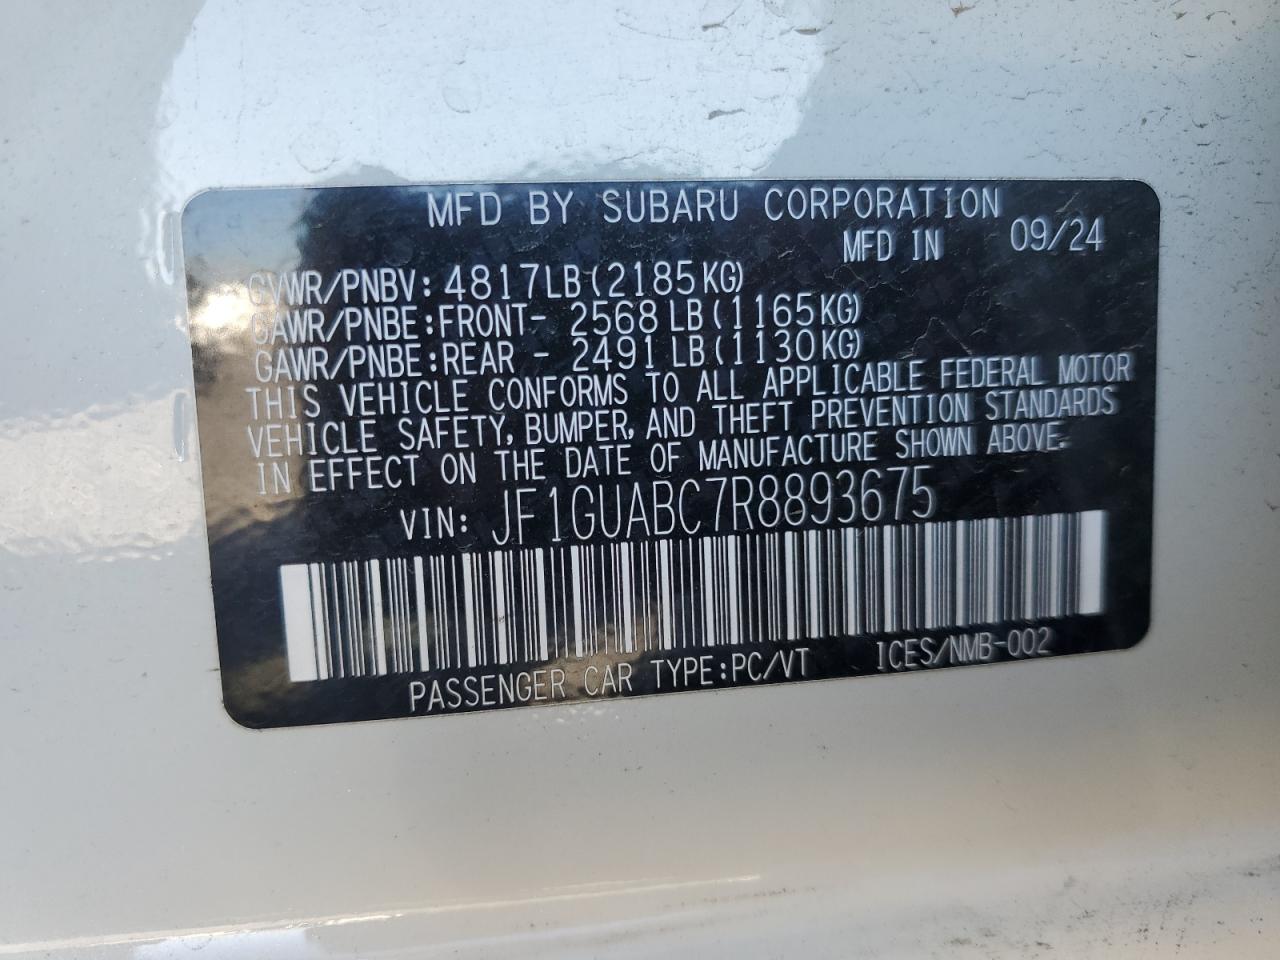 MFD BY SUBARU CORPORATION
MFD IN 09/24
GVWR/PNBV: 4817LB (2185KG)
GAWR/PNBE:FRONT- 2568 LB (1165KG)
GAWR/PNBE:REAR - 2491 LB (1130KG)
THIS VEHICLE CONFORMS TO ALL APPLICABLE FEDERAL MOTOR
VEHICLE SAFETY, BUMPER, AND THEFT PREVENTION STANDARDS
IN EFFECT ON THE DATE OF MANUFACTURE SHOWN ABOVE.
VIN: JF1GUABC7R8893675
PASSENGER CAR TYPE:PC/VT ICES/NMB-002